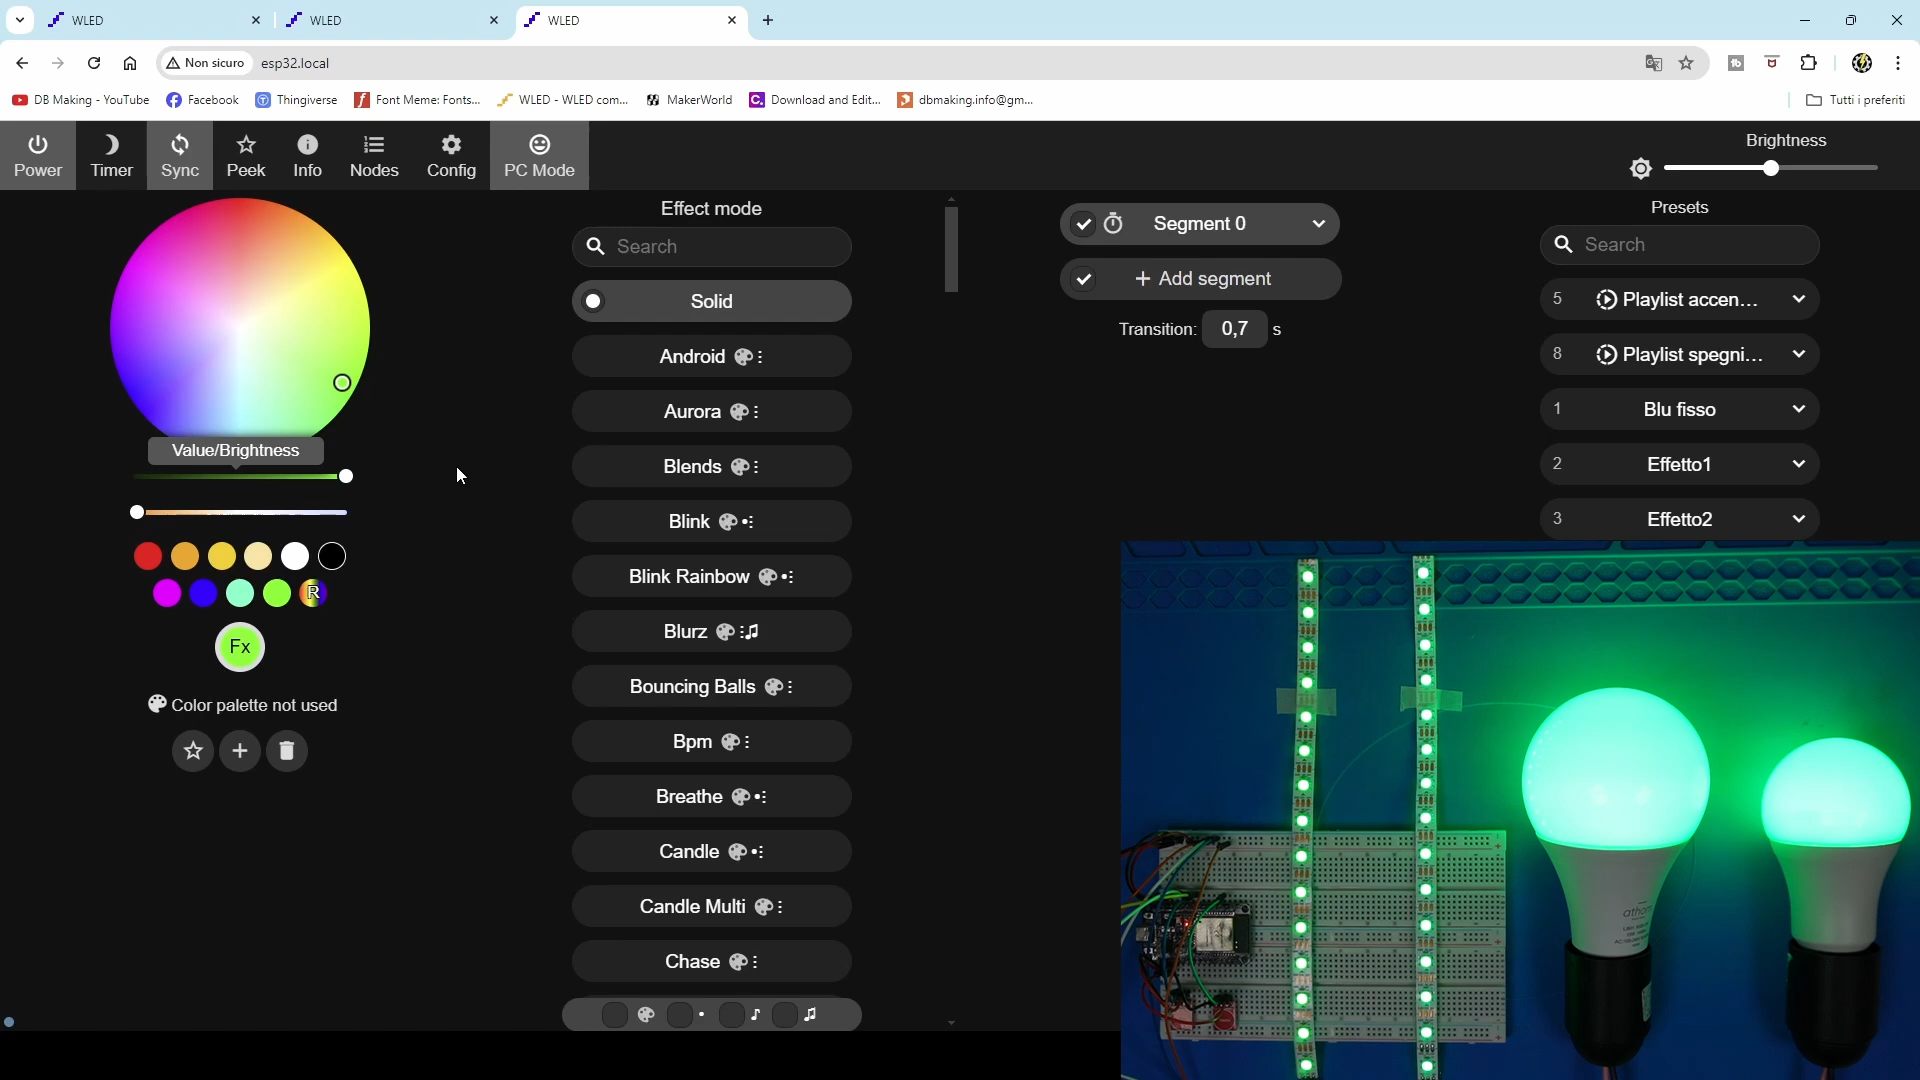 WLED
WLED
WLED
Non sicuro
esp32.local
DB Making - YouTube
Facebook
Thingiverse
Font Meme: Fonts...
WLED - WLED com...
MakerWorld
Download and Edit...
dbmaking.info@gm...
Tutti i preferiti
Power
Timer
Sync
Peek
Info
Nodes
Config
PC Mode
Brightness
Value/Brightness
R
Fx
Color palette not used
Effect mode
Search
Solid
Android
Aurora
Blends
Blink
Blink Rainbow
Blurz
Bouncing Balls
Bpm
Breathe
Candle
Candle Multi
Chase
Segment 0
+ Add segment
Transition: 0,7 s
Presets
Search
5 Playlist accen...
8 Playlist spegni...
1 Blu fisso
2 Effetto1
3 Effetto2